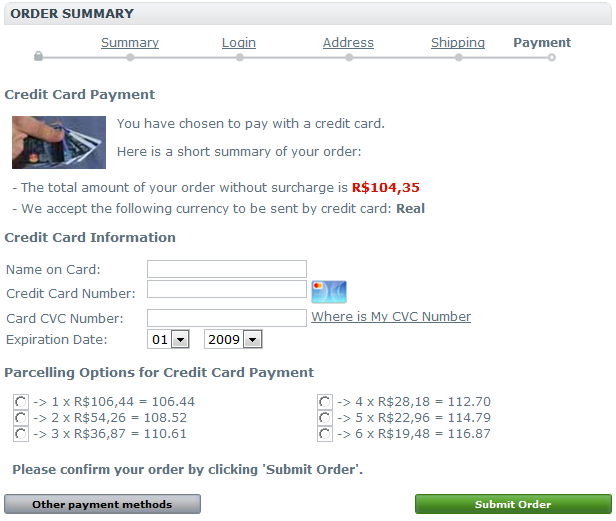 ORDER SUMMARY
Summary Login Address Shipping Payment
Credit Card Payment
You have chosen to pay with a credit card.
Here is a short summary of your order:
- The total amount of your order without surcharge is R$104,35
- We accept the following currency to be sent by credit card: Real
Credit Card Information
Name on Card:
Credit Card Number:
Card CVC Number: Where is My CVC Number
Expiration Date: 01 2009
Parcelling Options for Credit Card Payment
-> 1 x R$106,44 = 106.44 -> 4 x R$28,18 = 112.70
-> 2 x R$54,26 = 108.52 -> 5 x R$22,96 = 114.79
-> 3 x R$36,87 = 110.61 -> 6 x R$19,48 = 116.87
Please confirm your order by clicking 'Submit Order'.
Other payment methods Submit Order